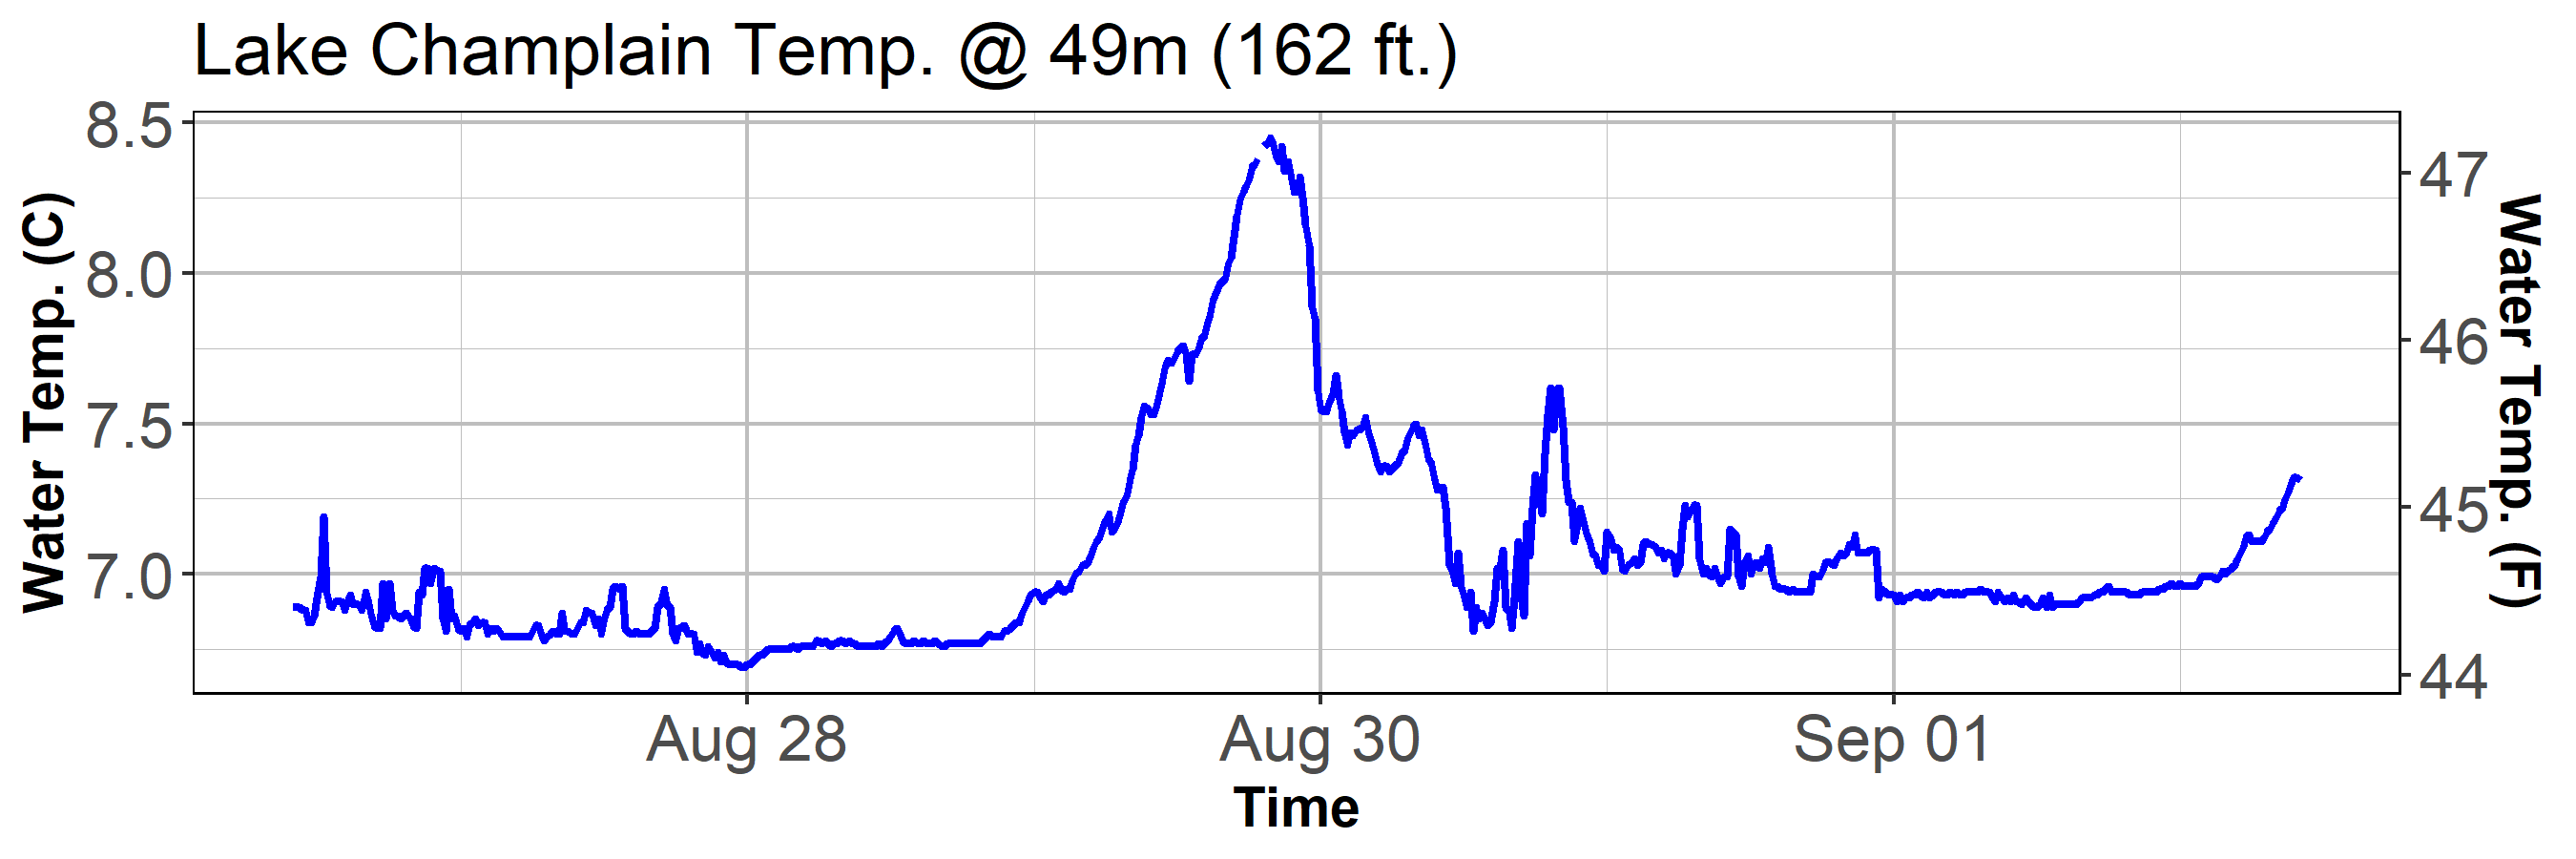 Lake Champlain Temp. @ 49m (162 ft.)
Water Temp. (C)
8.5
8.0
7.5
7.0
47
46
45
44
Water Temp. (F)
Aug 28
Aug 30
Sep 01
Time